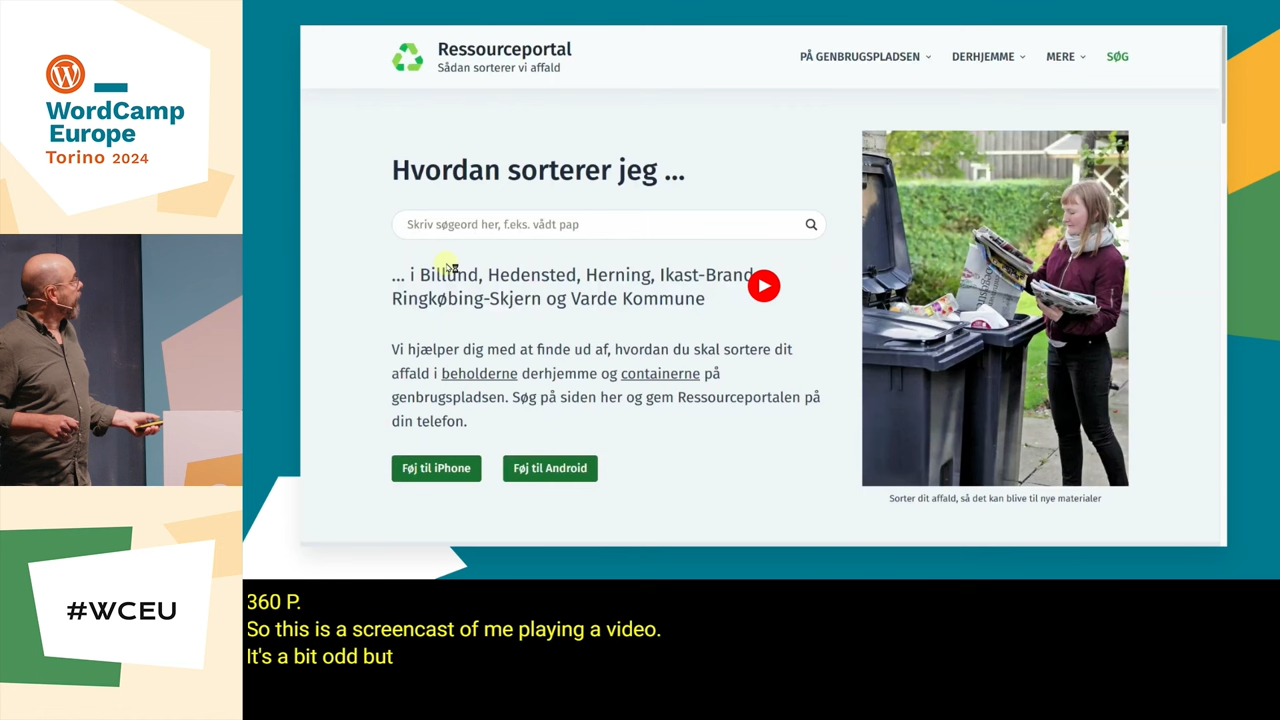 WordCamp
Europe
Torino 2024
#WCEU
Ressourceportal
Sådan sorterer vi affald
PÅ GENBRUGSPLADSEN
DERHJEMME
MERE
SØG
Hvordan sorterer jeg ...
Skriv søgeord her, f.eks. vådt pap
... i Billund, Hedensted, Herning, Ikast-Brand
Ringkøbing-Skjern og Varde Kommune
Vi hjælper dig med at finde ud af, hvordan du skal sortere dit
affald i beholderne derhjemme og containerne på
genbrugspladsen. Søg på siden her og gem Ressourceportalen på
din telefon.
Føj til iPhone
Føj til Android
Sorter dit affald, så det kan blive til nye materialer
360 P.
So this is a screencast of me playing a video.
It's a bit odd but